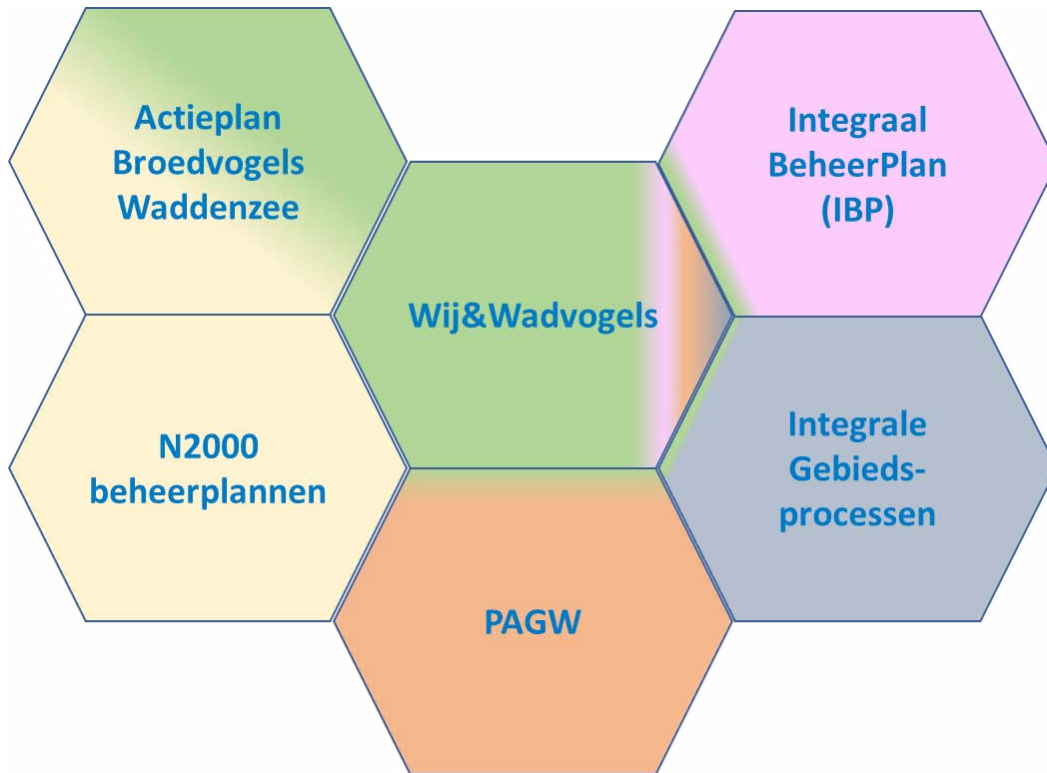 Actieplan
Broedvogels
Waddenzee
Integraal
BeheerPlan
(IBP)
Wij&Wadvogels
N2000
beheerplannen
Integrale
Gebieds-
processen
PAGW